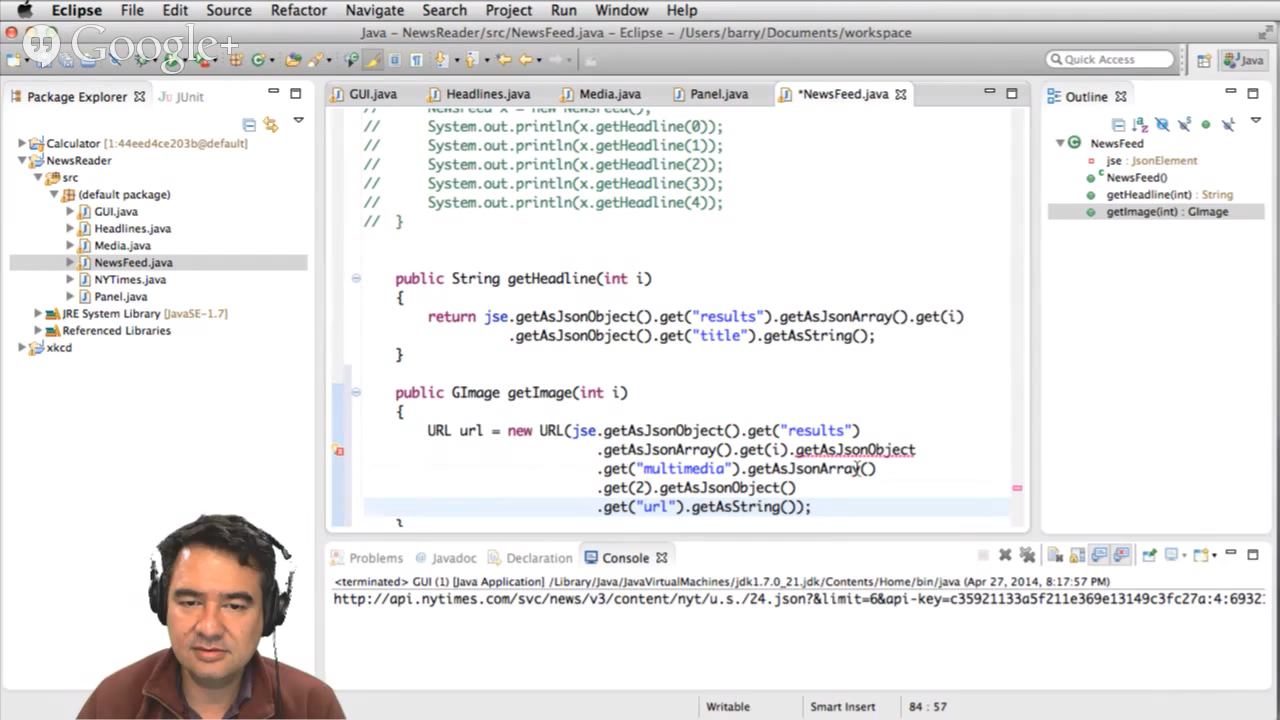 Eclipse File Edit Source Refactor Navigate Search Project Run Window Help
Google+
Java - NewsReader/src/NewsFeed.java - Eclipse - /Users/barry/Documents/workspace
Quick Access
Java
Package Explorer JUnit
GUI.java Headlines.java Media.java Panel.java *NewsFeed.java
Outline
Calculator [1:44eed4ce203b@default]
NewsReader
src
(default package)
GUI.java
Headlines.java
Media.java
NewsFeed.java
NYTimes.java
Panel.java
JRE System Library [JavaSE-1.7]
Referenced Libraries
xkcd
// NewsFeed x = new NewsFeed();
// System.out.println(x.getHeadline(0));
// System.out.println(x.getHeadline(1));
// System.out.println(x.getHeadline(2));
// System.out.println(x.getHeadline(3));
// System.out.println(x.getHeadline(4));
// }
public String getHeadline(int i)
{
return jse.getAsJsonObject().get("results").getAsJsonArray().get(i)
.getAsJsonObject().get("title").getAsString();
}
public GImage getImage(int i)
{
URL url = new URL(jse.getAsJsonObject().get("results")
.getAsJsonArray().get(i).getAsJsonObject
.get("multimedia").getAsJsonArray()
.get(2).getAsJsonObject()
.get("url").getAsString());
}
NewsFeed
jse : JsonElement
NewsFeed()
getHeadline(int) : String
getImage(int) : GImage
Problems Javadoc Declaration Console
<terminated> GUI (1) [Java Application] /Library/Java/JavaVirtualMachines/jdk1.7.0_21.jdk/Contents/Home/bin/java (Apr 27, 2014, 8:17:57 PM)
http://api.nytimes.com/svc/news/v3/content/nyt/u.s./24.json?&limit=6&api-key=c35921133a5f211e369e13149c3fc27a:4:6932
Writable Smart Insert 84 : 57